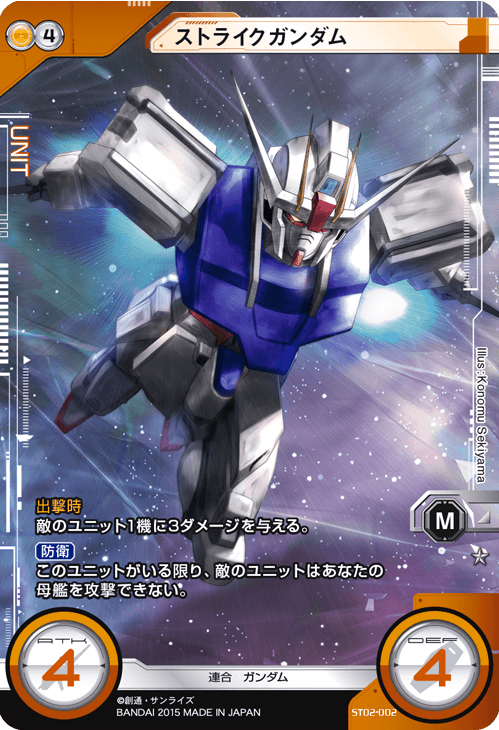 4
ストライクガンダム
UNIT
Illus：Konomu Sekiyama
出撃時
敵のユニット1機に3ダメージを与える。
M
防衛
このユニットがいる限り、敵のユニットはあなたの
母艦を攻撃できない。
ATK
4
DEF
4
連合　ガンダム
©創通・サンライズ
BANDAI 2015 MADE IN JAPAN
ST02-002